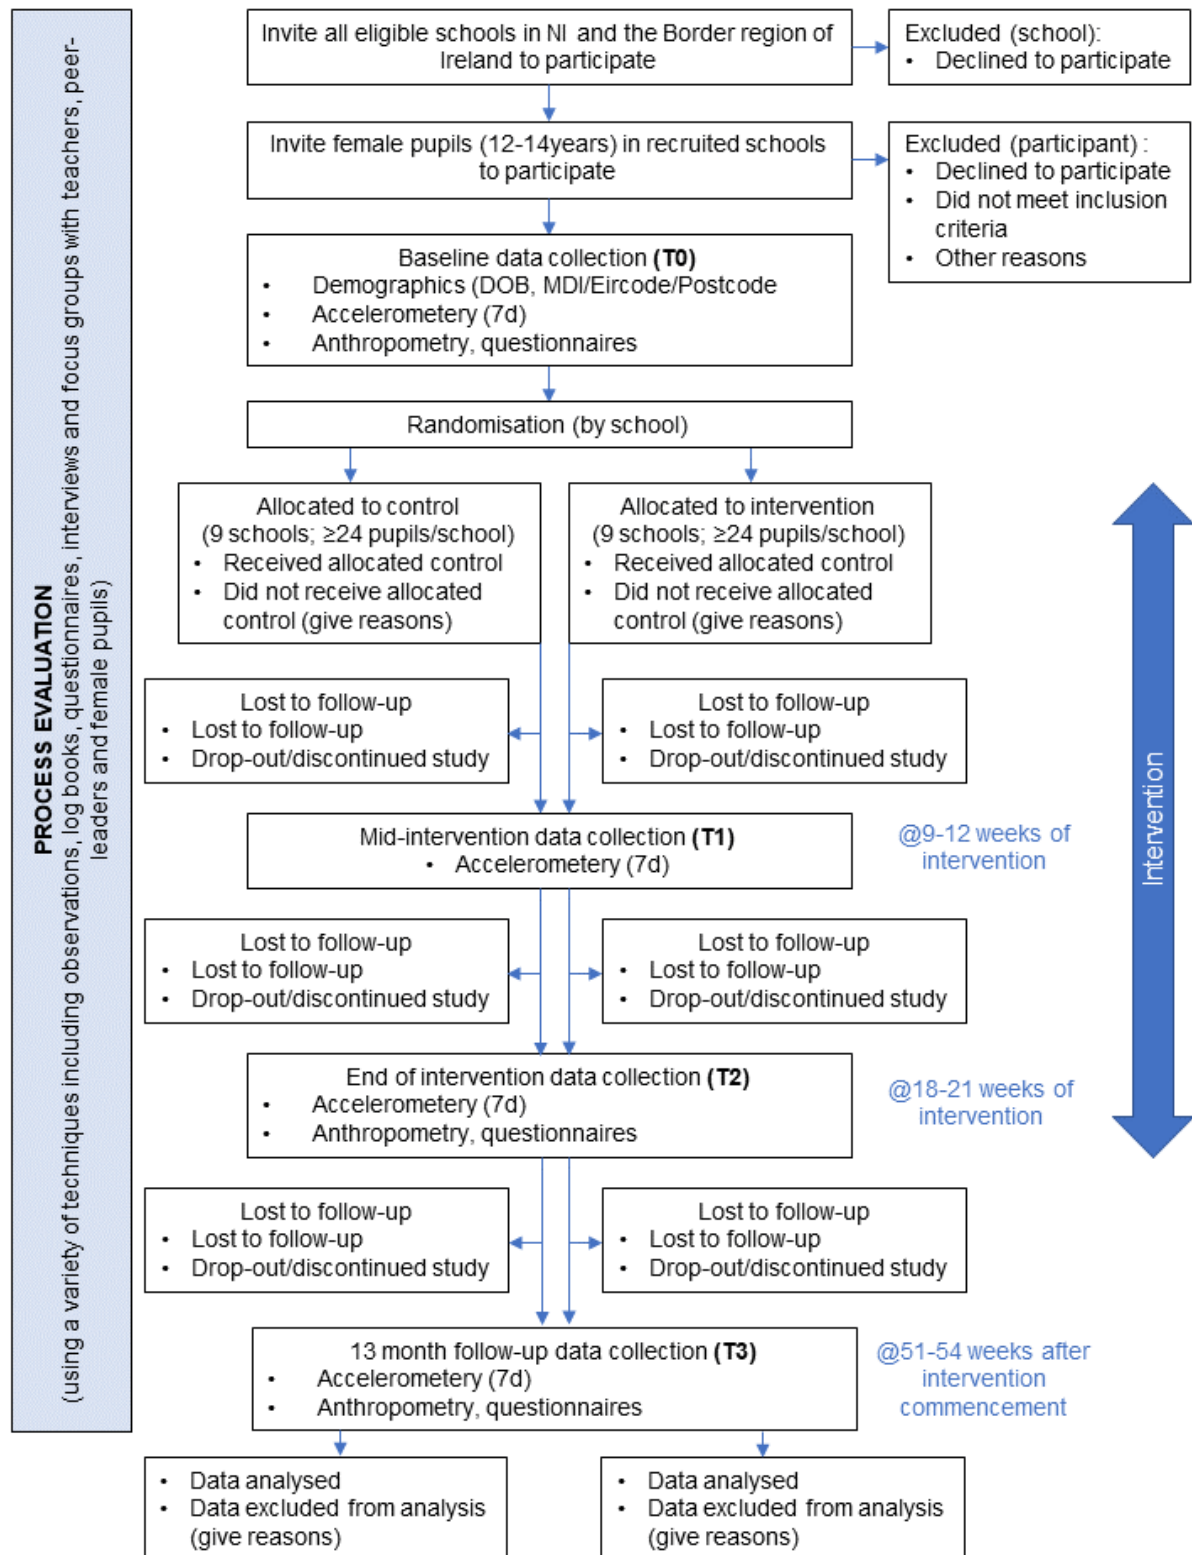 Invite all eligible schools in NI and the Border region of
Ireland to participate
Excluded (school):
• Declined to participate
Invite female pupils (12-14years) in recruited schools
to participate
Excluded (participant) :
• Declined to participate
• Did not meet inclusion
criteria
• Other reasons
Baseline data collection (T0)
• Demographics (DOB, MDI/Eircode/Postcode
• Accelerometery (7d)
• Anthropometry, questionnaires
Randomisation (by school)
Allocated to control
(9 schools; ≥24 pupils/school)
• Received allocated control
• Did not receive allocated
control (give reasons)
Allocated to intervention
(9 schools; ≥24 pupils/school)
• Received allocated control
• Did not receive allocated
control (give reasons)
Lost to follow-up
• Lost to follow-up
• Drop-out/discontinued study
Lost to follow-up
• Lost to follow-up
• Drop-out/discontinued study
Mid-intervention data collection (T1)
• Accelerometery (7d)
@9-12 weeks of
intervention
Lost to follow-up
• Lost to follow-up
• Drop-out/discontinued study
Lost to follow-up
• Lost to follow-up
• Drop-out/discontinued study
End of intervention data collection (T2)
• Accelerometery (7d)
• Anthropometry, questionnaires
@18-21 weeks of
intervention
Lost to follow-up
• Lost to follow-up
• Drop-out/discontinued study
Lost to follow-up
• Lost to follow-up
• Drop-out/discontinued study
13 month follow-up data collection (T3)
• Accelerometery (7d)
• Anthropometry, questionnaires
@51-54 weeks after
intervention
commencement
• Data analysed
• Data excluded from analysis
(give reasons)
• Data analysed
• Data excluded from analysis
(give reasons)
PROCESS EVALUATION
(using a variety of techniques including observations, log books, questionnaires, interviews and focus groups with teachers, peer-
leaders and female pupils)
Intervention